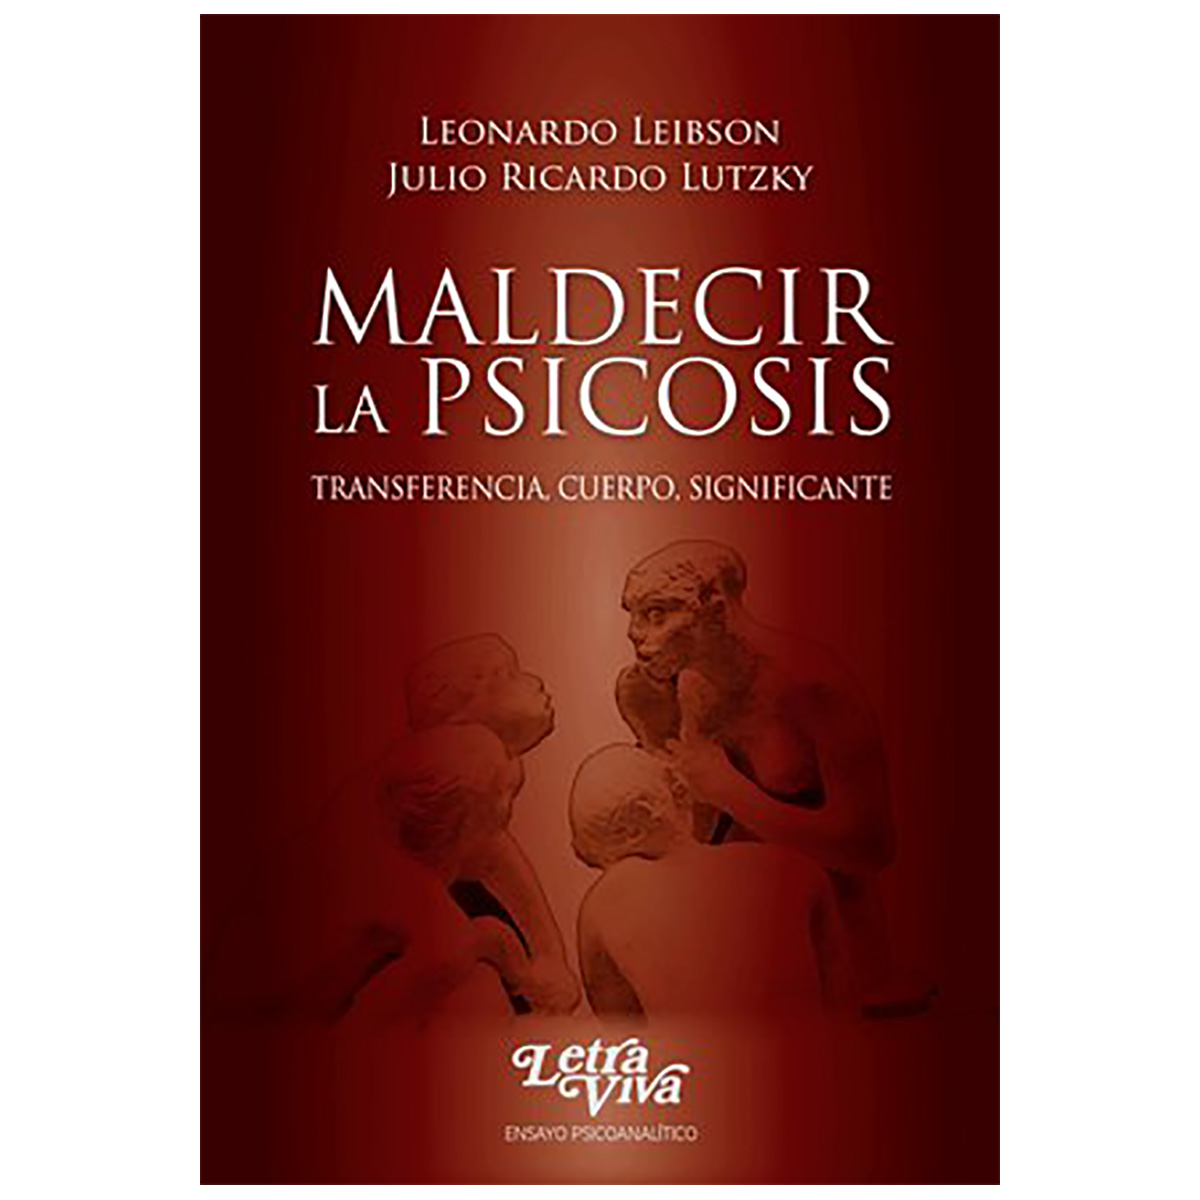 LEONARDO LEIBSON
JULIO RICARDO LUTZKY
MALDECIR
LA PSICOSIS
TRANSFERENCIA, CUERPO, SIGNIFICANTE
Letra
Viva
ENSAYO PSICOANALÍTICO